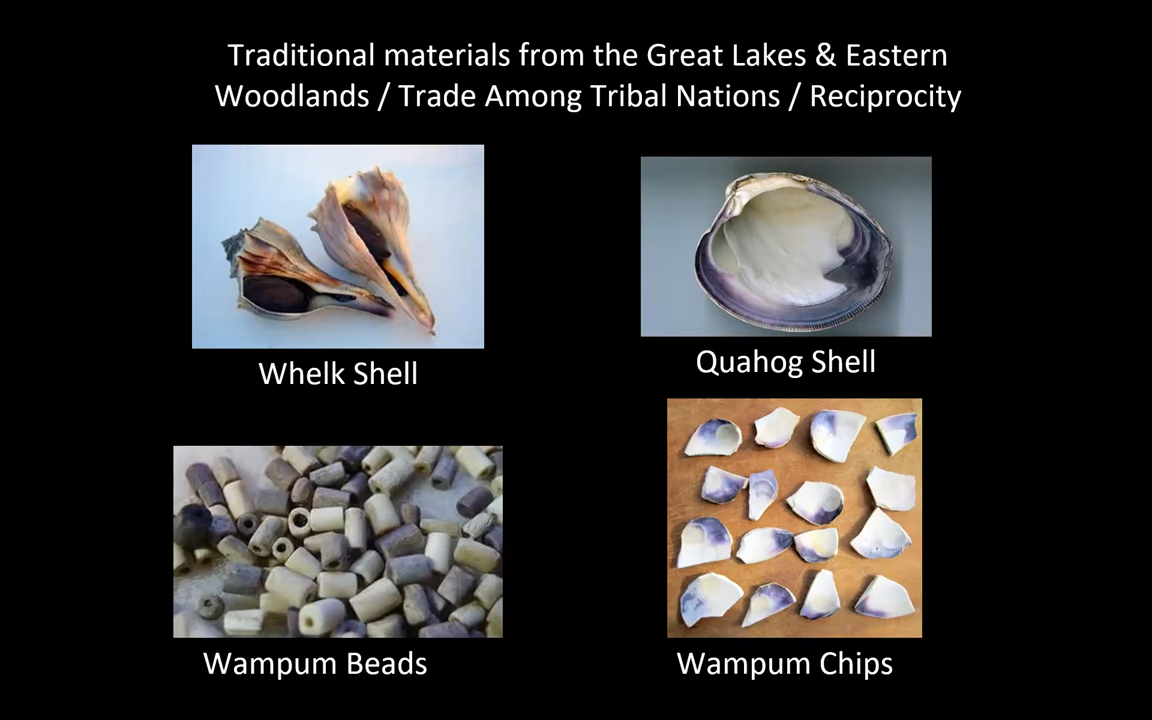 Traditional materials from the Great Lakes & Eastern
Woodlands / Trade Among Tribal Nations / Reciprocity
Whelk Shell
Quahog Shell
Wampum Beads
Wampum Chips